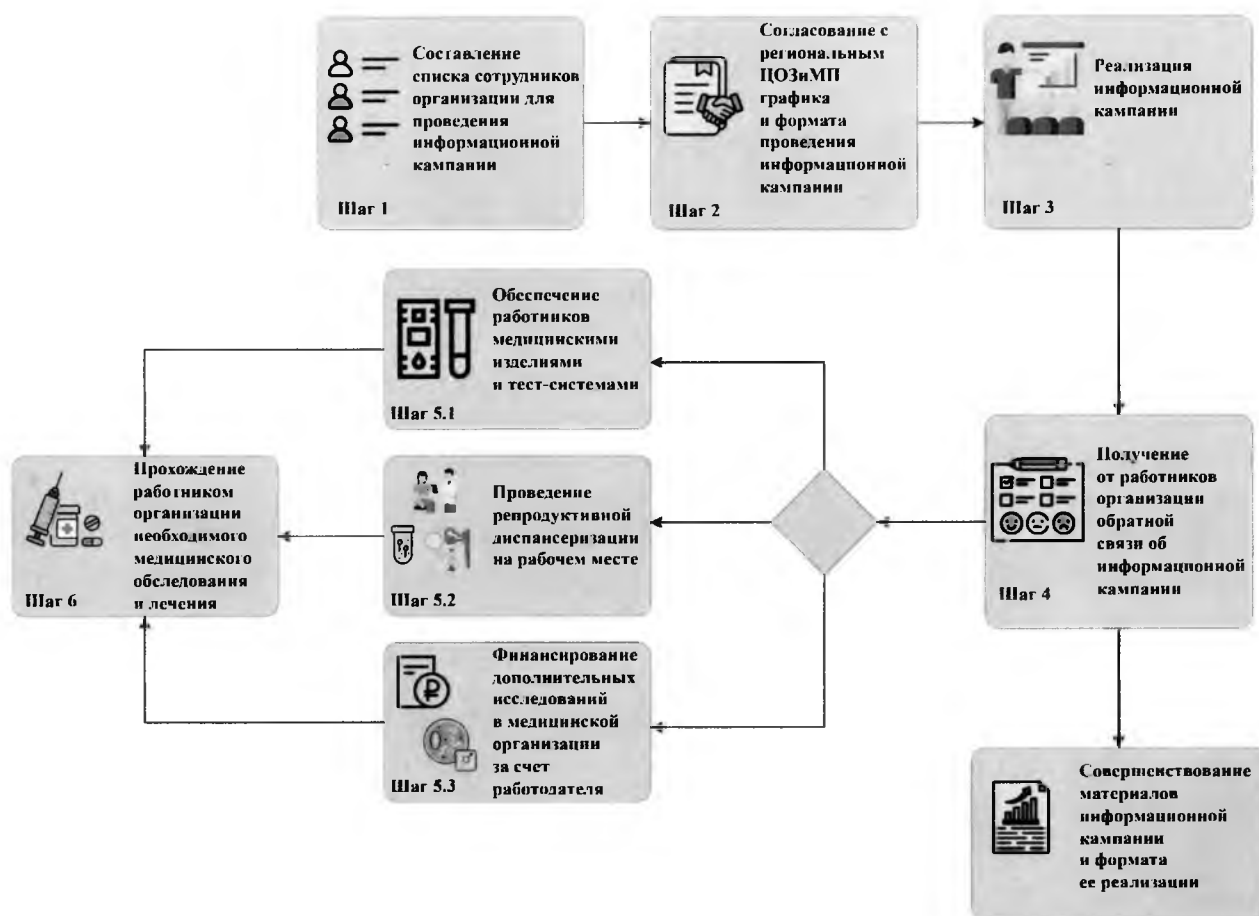 Составление
списка сотрудников
организации для
проведения
информационной
кампании
Шаг 1
Согласование с
региональным
ЦОЗиМП
графика
и формата
проведения
информационной
кампании
Шаг 2
Реализация
информационной
кампании
Шаг 3
Получение
от работников
организации
обратной
связи об
информационной
кампании
Шаг 4
Обеспечение
работников
медицинскими
изделиями
и тест-системами
Шаг 5.1
Проведение
репродуктивной
диспансеризации
на рабочем месте
Шаг 5.2
Финансирование
дополнительных
исследований
в медицинской
организации
за счет
работодателя
Шаг 5.3
Прохождение
работником
организации
необходимого
медицинского
обследования
и лечения
Шаг 6
Совершенствование
материалов
информационной
кампании
и формата
ее реализации